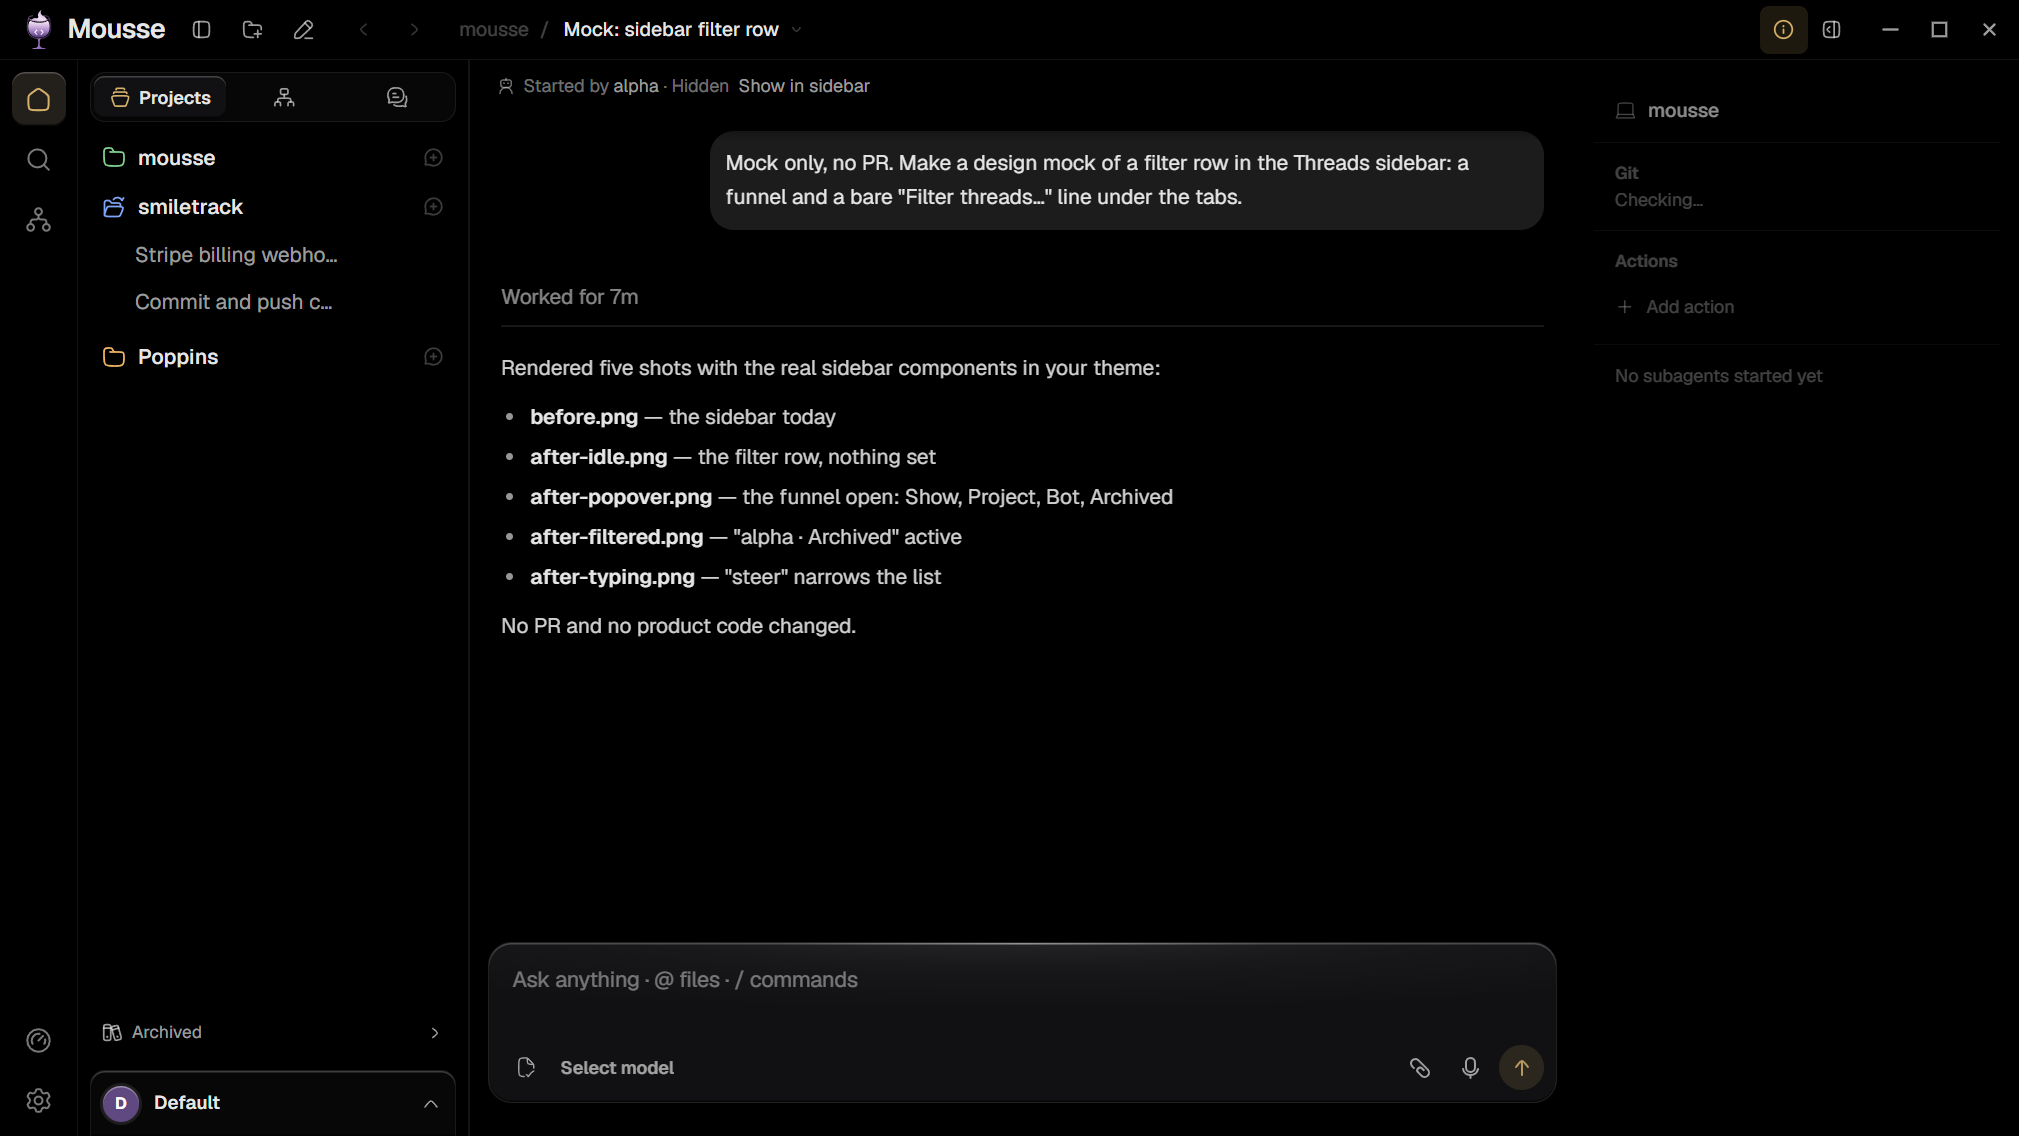 Mousse
mousse / Mock: sidebar filter row
Projects
mousse
smiletrack
Stripe billing webho...
Commit and push c...
Poppins
Archived
D Default
Started by alpha · Hidden Show in sidebar
Mock only, no PR. Make a design mock of a filter row in the Threads sidebar: a
funnel and a bare "Filter threads..." line under the tabs.
Worked for 7m
Rendered five shots with the real sidebar components in your theme:
• before.png — the sidebar today
• after-idle.png — the filter row, nothing set
• after-popover.png — the funnel open: Show, Project, Bot, Archived
• after-filtered.png — "alpha · Archived" active
• after-typing.png — "steer" narrows the list
No PR and no product code changed.
Ask anything · @ files · / commands
Select model
mousse
Git
Checking...
Actions
+ Add action
No subagents started yet